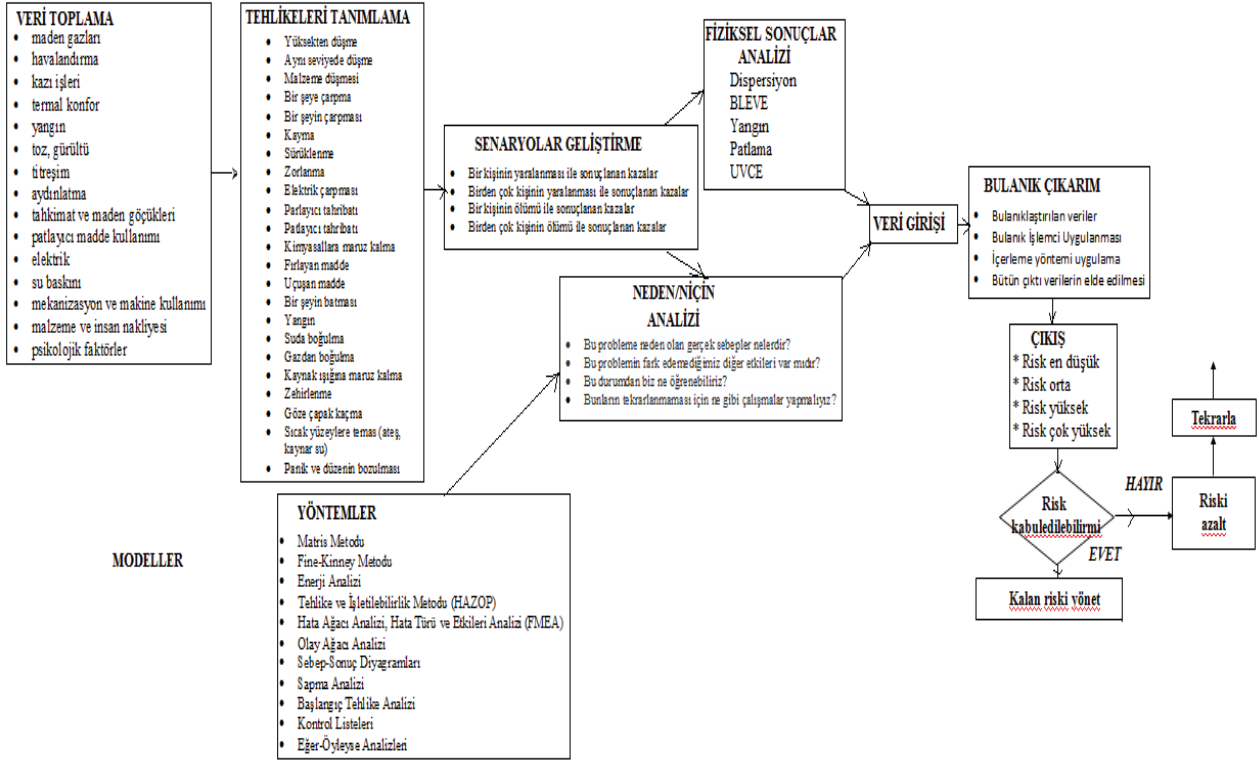 VERİ TOPLAMA
• maden gazları
• havalandırma
• kazı işleri
• termal konfor
• yangın
• toz, gürültü
• titreşim
• aydınlatma
• tahkimat ve maden göçükleri
• patlayıcı madde kullanımı
• elektrik
• su baskını
• mekanizasyon ve makine kullanımı
• malzeme ve insan nakliyesi
• psikolojik faktörler
TEHLİKELERİ TANIMLAMA
• Yüksekten düşme
• Aynı seviyede düşme
• Malzeme düşmesi
• Bir şeye çarpma
• Bir şeyin çarpması
• Kayma
• Sürüklenme
• Zorlanma
• Elektrik çarpması
• Parlayıcı tahribatı
• Patlayıcı tahribatı
• Kimyasallara maruz kalma
• Fırlayan madde
• Uçuşan madde
• Bir şeyin batması
• Yangın
• Suda boğulma
• Gazdan boğulma
• Kaynak ışığına maruz kalma
• Zehirlenme
• Göze çapak kaçma
• Sıcak yüzeylere temas (ateş,
kaynar su)
• Panik ve düzenin bozulması
SENARYOLAR GELİŞTİRME
• Bir kişinin yaralanması ile sonuçlanan kazalar
• Birden çok kişinin yaralanması ile sonuçlanan kazalar
• Bir kişinin ölümü ile sonuçlanan kazalar
• Birden çok kişinin ölümü ile sonuçlanan kazalar
FİZİKSEL SONUÇLAR
ANALİZİ
Dispersiyon
BLEVE
Yangın
Patlama
UVCE
NEDEN/NİÇİN
ANALİZİ
• Bu probleme neden olan gerçek sebepler nelerdir?
• Bu problemin fark edemediğimiz diğer etkileri var mıdır?
• Bu durumdan biz ne öğrenebiliriz?
• Bunların tekrarlanmaması için ne gibi çalışmalar yapmalıyız?
VERİ GİRİŞİ
BULANIK ÇIKARIM
• Bulanıklaştırılan veriler
• Bulanık İşlemci Uygulanması
• İçerleme yöntemi uygulama
• Bütün çıktı verilerin elde edilmesi
ÇIKIŞ
* Risk en düşük
* Risk orta
* Risk yüksek
* Risk çok yüksek
Risk
kabuledilebilirmi
HAYIR
EVET
Riski
azalt
Tekrarla
Kalan riski yönet
MODELLER
YÖNTEMLER
• Matris Metodu
• Fine-Kinney Metodu
• Enerji Analizi
• Tehlike ve İşletilebilirlik Metodu (HAZOP)
• Hata Ağacı Analizi, Hata Türü ve Etkileri Analizi (FMEA)
• Olay Ağacı Analizi
• Sebep-Sonuç Diyagramları
• Sapma Analizi
• Başlangıç Tehlike Analizi
• Kontrol Listeleri
• Eğer-Öyleyse Analizleri